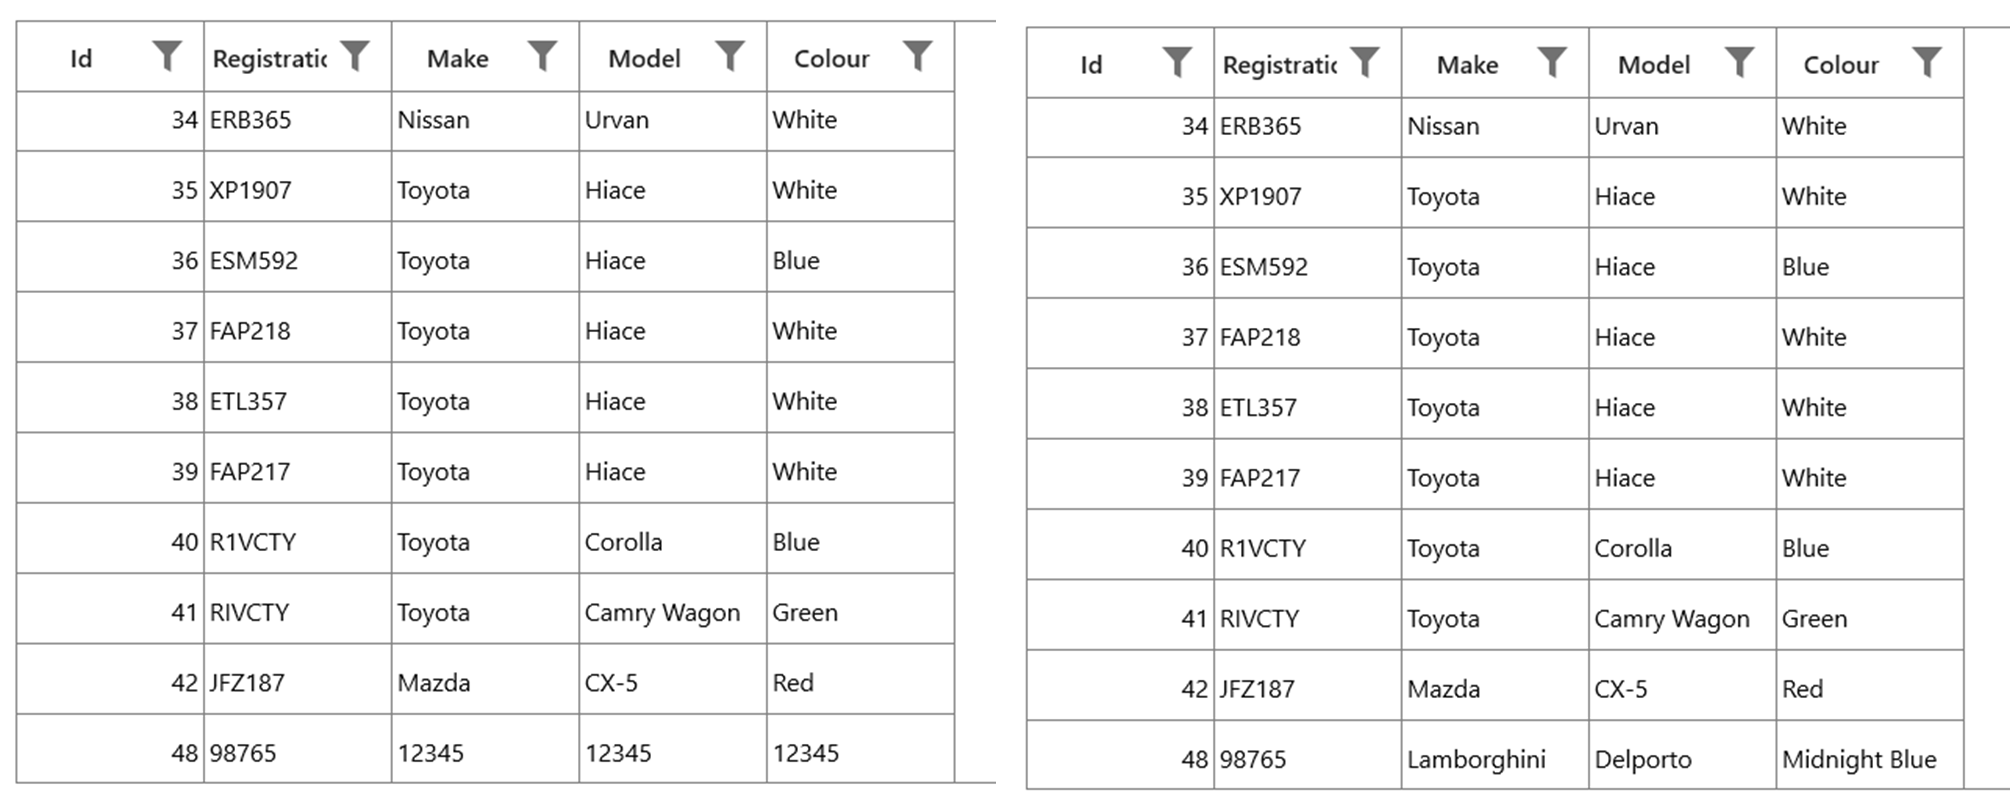 Id Registratic Make Model Colour
34 ERB365 Nissan Urvan White
35 XP1907 Toyota Hiace White
36 ESM592 Toyota Hiace Blue
37 FAP218 Toyota Hiace White
38 ETL357 Toyota Hiace White
39 FAP217 Toyota Hiace White
40 R1VCTY Toyota Corolla Blue
41 RIVCTY Toyota Camry Wagon Green
42 JFZ187 Mazda CX-5 Red
48 98765 12345 12345 12345
Id Registratic Make Model Colour
34 ERB365 Nissan Urvan White
35 XP1907 Toyota Hiace White
36 ESM592 Toyota Hiace Blue
37 FAP218 Toyota Hiace White
38 ETL357 Toyota Hiace White
39 FAP217 Toyota Hiace White
40 R1VCTY Toyota Corolla Blue
41 RIVCTY Toyota Camry Wagon Green
42 JFZ187 Mazda CX-5 Red
48 98765 Lamborghini Delporto Midnight Blue